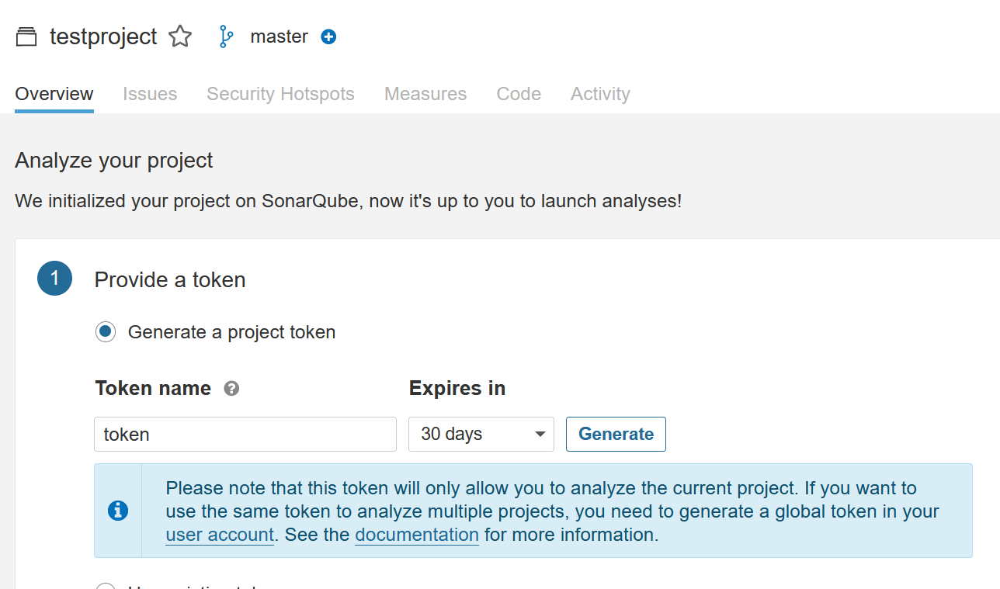 testproject master
Overview Issues Security Hotspots Measures Code Activity
Analyze your project
We initialized your project on SonarQube, now it's up to you to launch analyses!
1 Provide a token
Generate a project token
Token name ? Expires in
token 30 days Generate
Please note that this token will only allow you to analyze the current project. If you want to
use the same token to analyze multiple projects, you need to generate a global token in your
user account. See the documentation for more information.